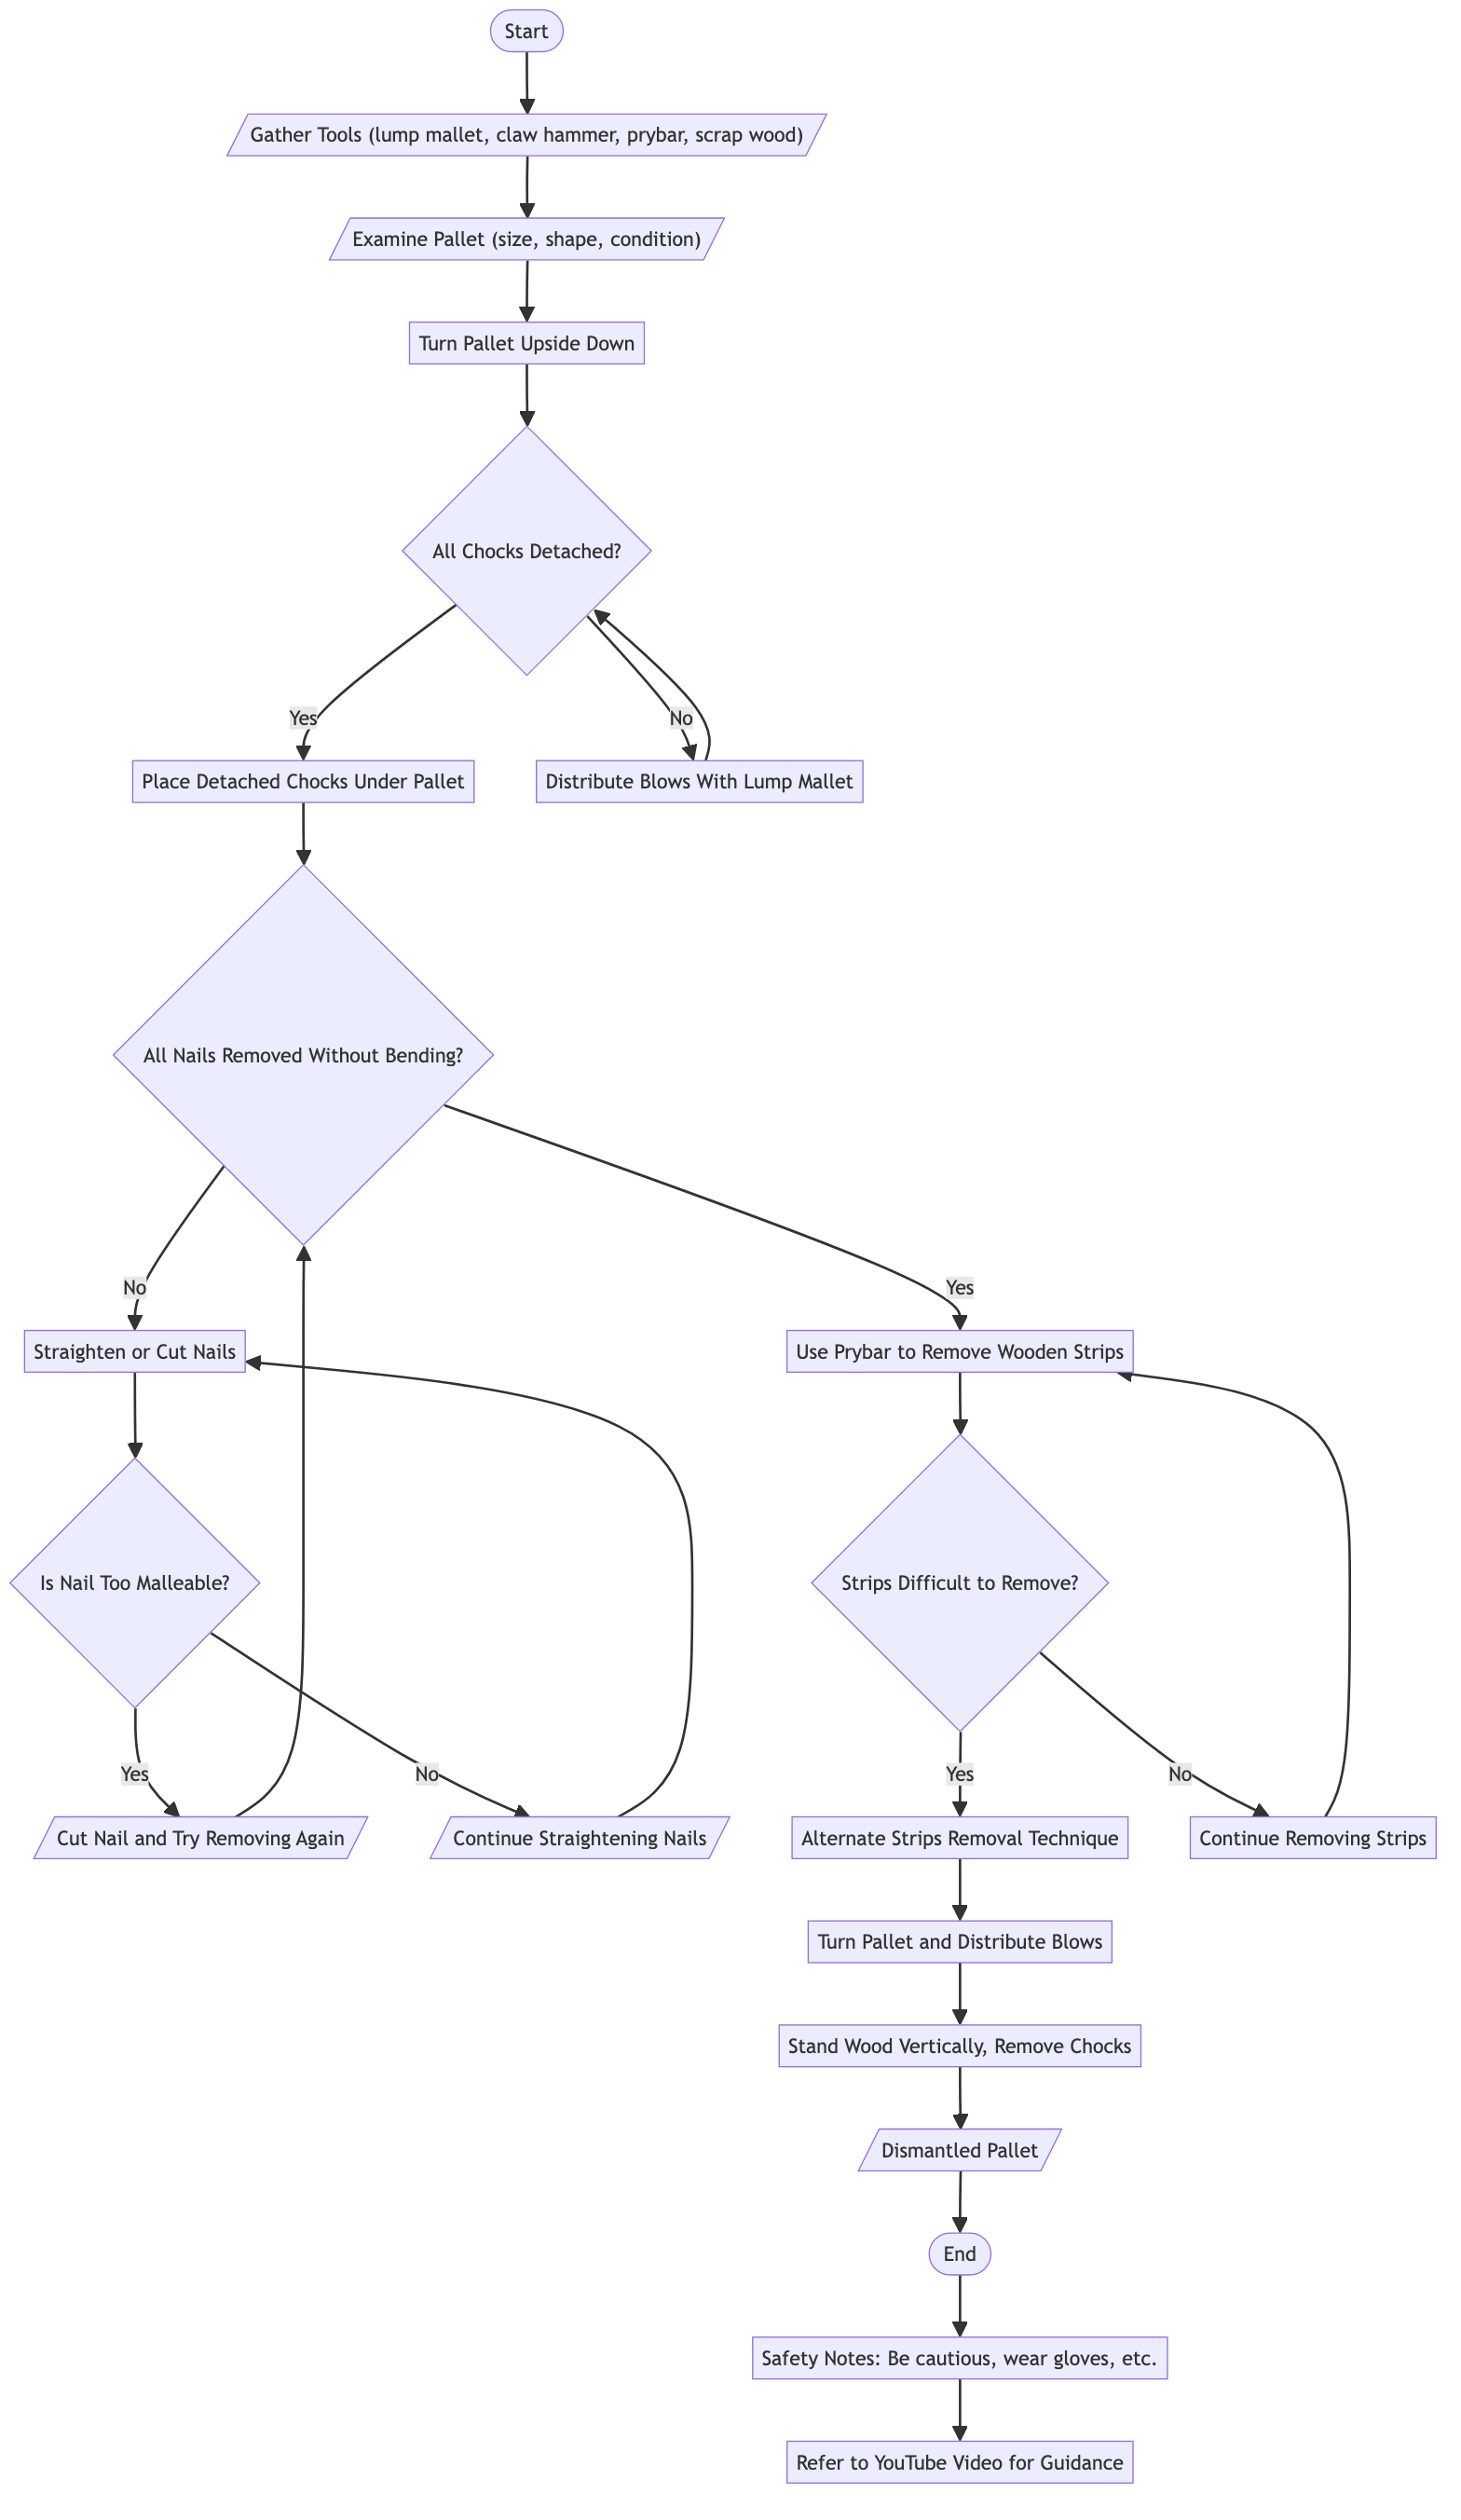 Start
Gather Tools (lump mallet, claw hammer, prybar, scrap wood)
Examine Pallet (size, shape, condition)
Turn Pallet Upside Down
All Chocks Detached?
Yes
No
Place Detached Chocks Under Pallet
Distribute Blows With Lump Mallet
All Nails Removed Without Bending?
No
Yes
Straighten or Cut Nails
Use Prybar to Remove Wooden Strips
Is Nail Too Malleable?
Strips Difficult to Remove?
Yes
No
Yes
No
Cut Nail and Try Removing Again
Continue Straightening Nails
Alternate Strips Removal Technique
Continue Removing Strips
Turn Pallet and Distribute Blows
Stand Wood Vertically, Remove Chocks
Dismantled Pallet
End
Safety Notes: Be cautious, wear gloves, etc.
Refer to YouTube Video for Guidance